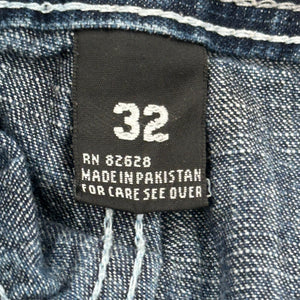 32
RN 82628
MADE IN PAKISTAN
FOR CARE SEE OVER